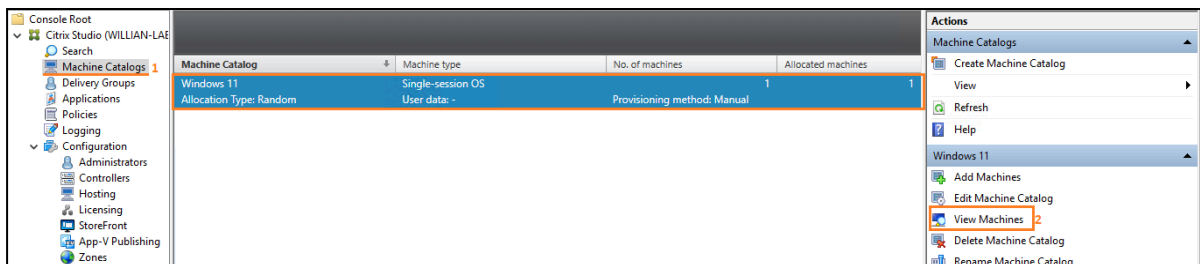 Console Root
Citrix Studio (WILLIAN-LAE
Search
Machine Catalogs 1
Delivery Groups
Applications
Policies
Logging
Configuration
Administrators
Controllers
Hosting
Licensing
StoreFront
App-V Publishing
Zones
Machine Catalog Machine type No. of machines Allocated machines
Windows 11 Single-session OS 1 1
Allocation Type: Random User data: - Provisioning method: Manual
Actions
Machine Catalogs
Create Machine Catalog
View
Refresh
Help
Windows 11
Add Machines
Edit Machine Catalog
View Machines 2
Delete Machine Catalog
Rename Machine Catalog